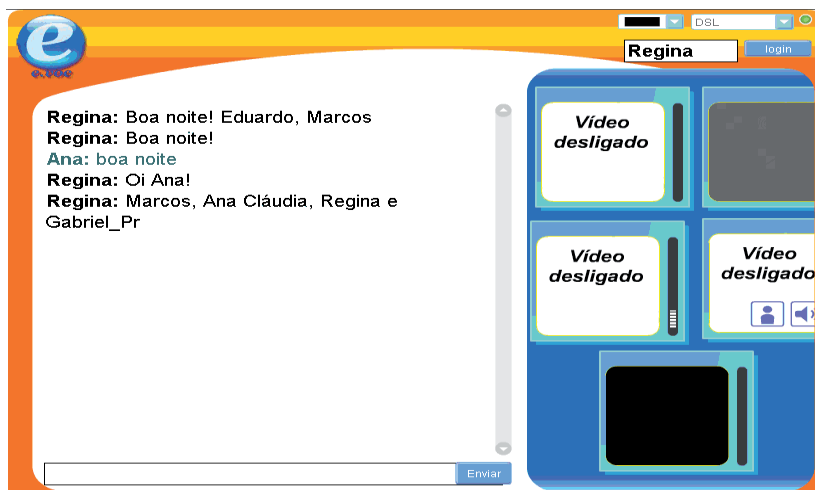 DSL
Regina
login
Regina: Boa noite! Eduardo, Marcos
Regina: Boa noite!
Ana: boa noite
Regina: Oi Ana!
Regina: Marcos, Ana Cláudia, Regina e
Gabriel_Pr
Vídeo
desligado
Vídeo
desligado
Vídeo
desligado
Enviar